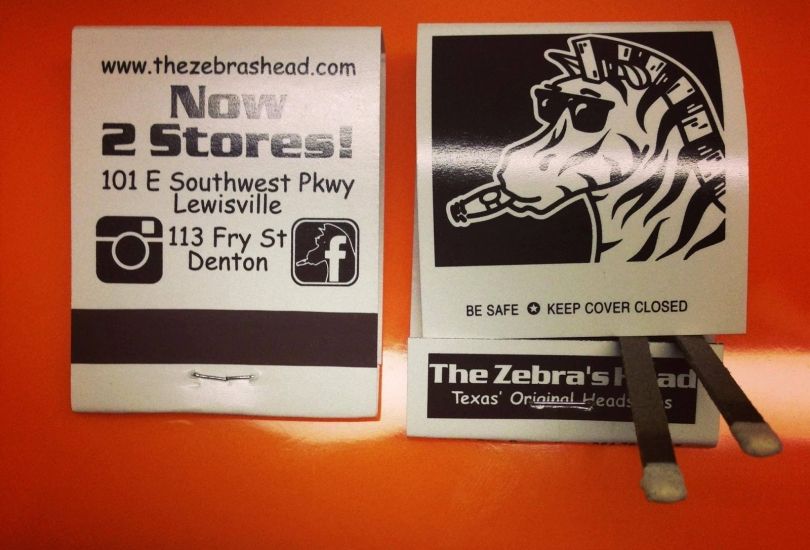 www.thezebrashead.com
Now
2 Stores!
101 E Southwest Pkwy
Lewisville
113 Fry St
Denton
f
BE SAFE ✪ KEEP COVER CLOSED
The Zebra's Head
Texas' Original